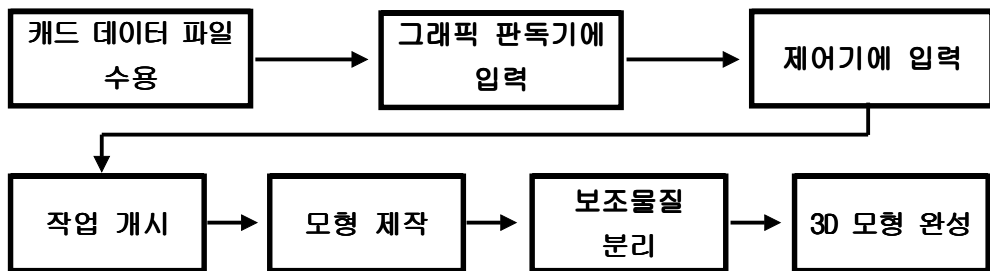 캐드 데이터 파일
수용
그래픽 판독기에
입력
제어기에 입력
작업 개시
모형 제작
보조물질
분리
3D 모형 완성